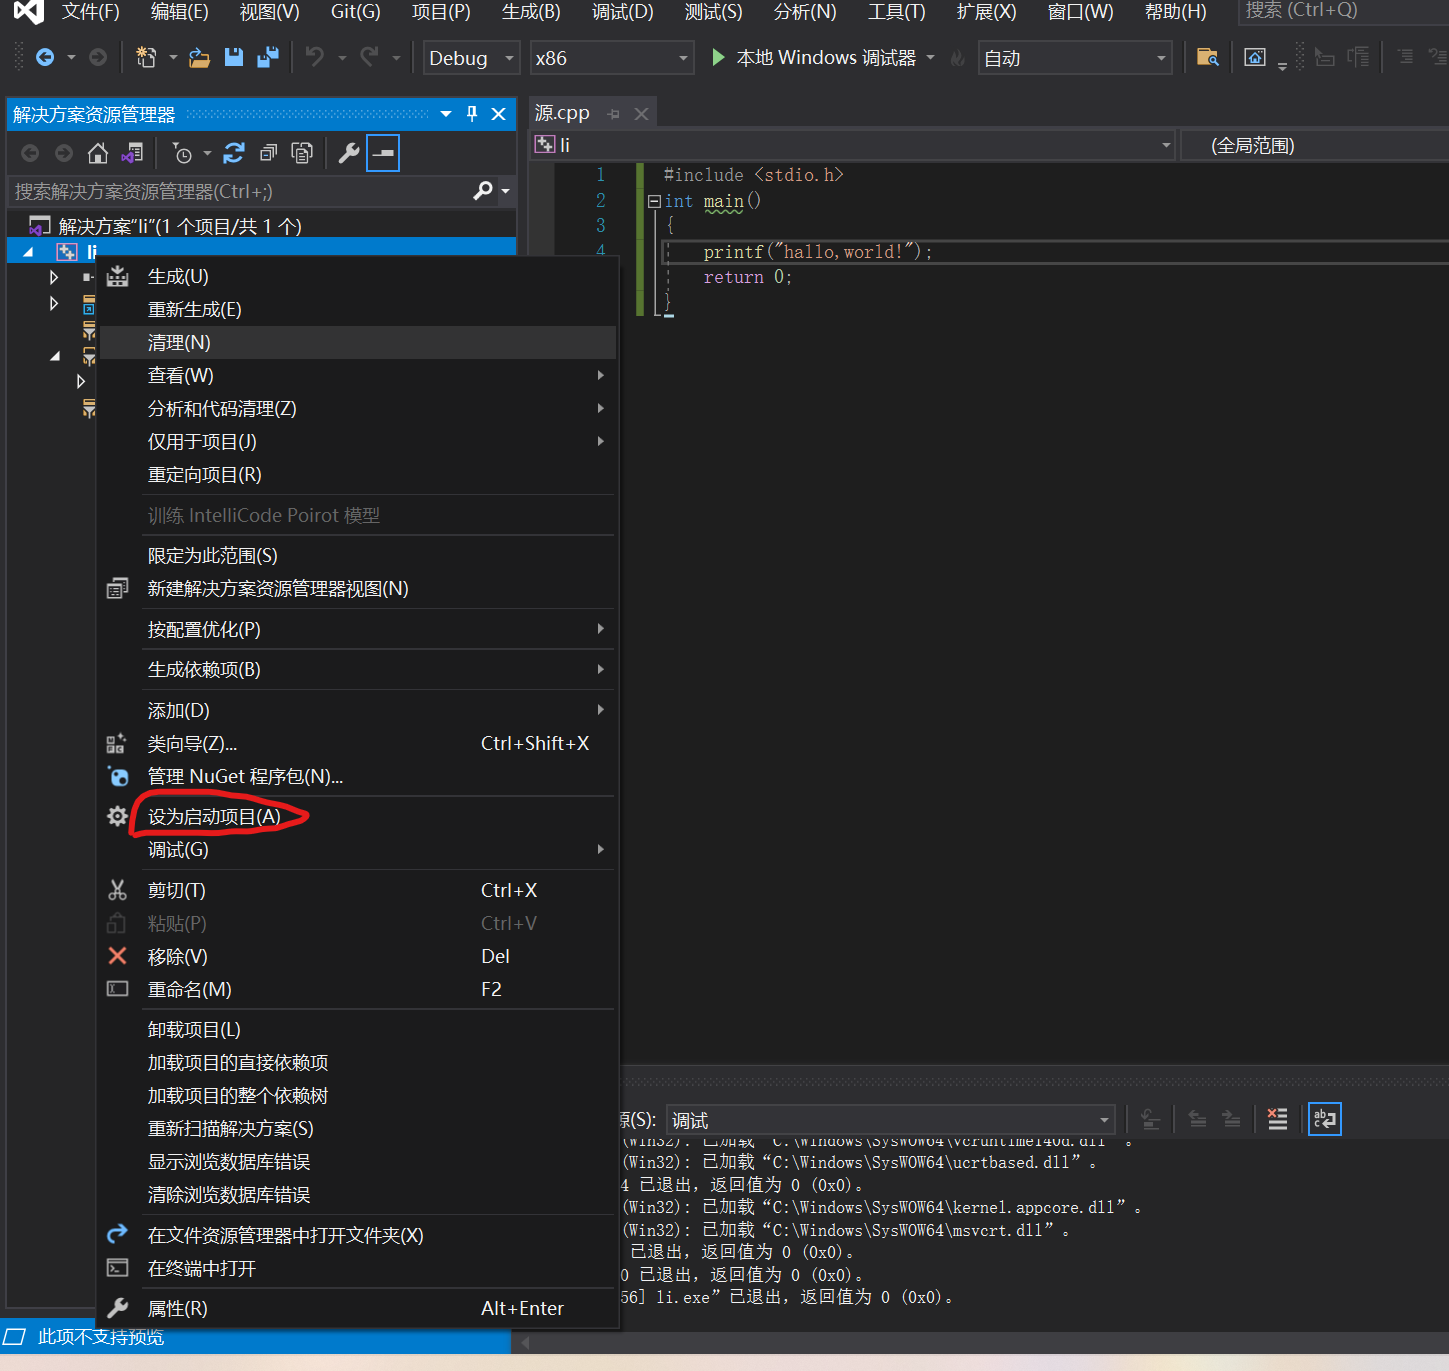 文件(F) 编辑(E) 视图(V) Git(G) 项目(P) 生成(B) 调试(D) 测试(S) 分析(N) 工具(T) 扩展(X) 窗口(W) 帮助(H) 搜索 (Ctrl+Q)
Debug x86 本地 Windows 调试器 自动
解决方案资源管理器
搜索解决方案资源管理器(Ctrl+;)
解决方案"li"(1 个项目/共 1 个)
li
生成(U)
重新生成(E)
清理(N)
查看(W)
分析和代码清理(Z)
仅用于项目(J)
重定向项目(R)
训练 IntelliCode Poirot 模型
限定为此范围(S)
新建解决方案资源管理器视图(N)
按配置优化(P)
生成依赖项(B)
添加(D)
类向导(Z)... Ctrl+Shift+X
管理 NuGet 程序包(N)...
设为启动项目(A)
调试(G)
剪切(T) Ctrl+X
粘贴(P) Ctrl+V
移除(V) Del
重命名(M) F2
卸载项目(L)
加载项目的直接依赖项
加载项目的整个依赖树
重新扫描解决方案(S)
显示浏览数据库错误
清除浏览数据库错误
在文件资源管理器中打开文件夹(X)
在终端中打开
属性(R) Alt+Enter
此项不支持预览
源.cpp
li (全局范围)
1 #include <stdio.h>
2 int main()
3 {
4 printf("hallo,world!");
return 0;
}
源(S): 调试
(Win32): 已加载“C:\Windows\SysWOW64\vcruntime140d.dll”。
(Win32): 已加载“C:\Windows\SysWOW64\ucrtbased.dll”。
4 已退出，返回值为 0 (0x0)。
(Win32): 已加载“C:\Windows\SysWOW64\kernel.appcore.dll”。
(Win32): 已加载“C:\Windows\SysWOW64\msvcrt.dll”。
已退出，返回值为 0 (0x0)。
0 已退出，返回值为 0 (0x0)。
56] li.exe”已退出，返回值为 0 (0x0)。